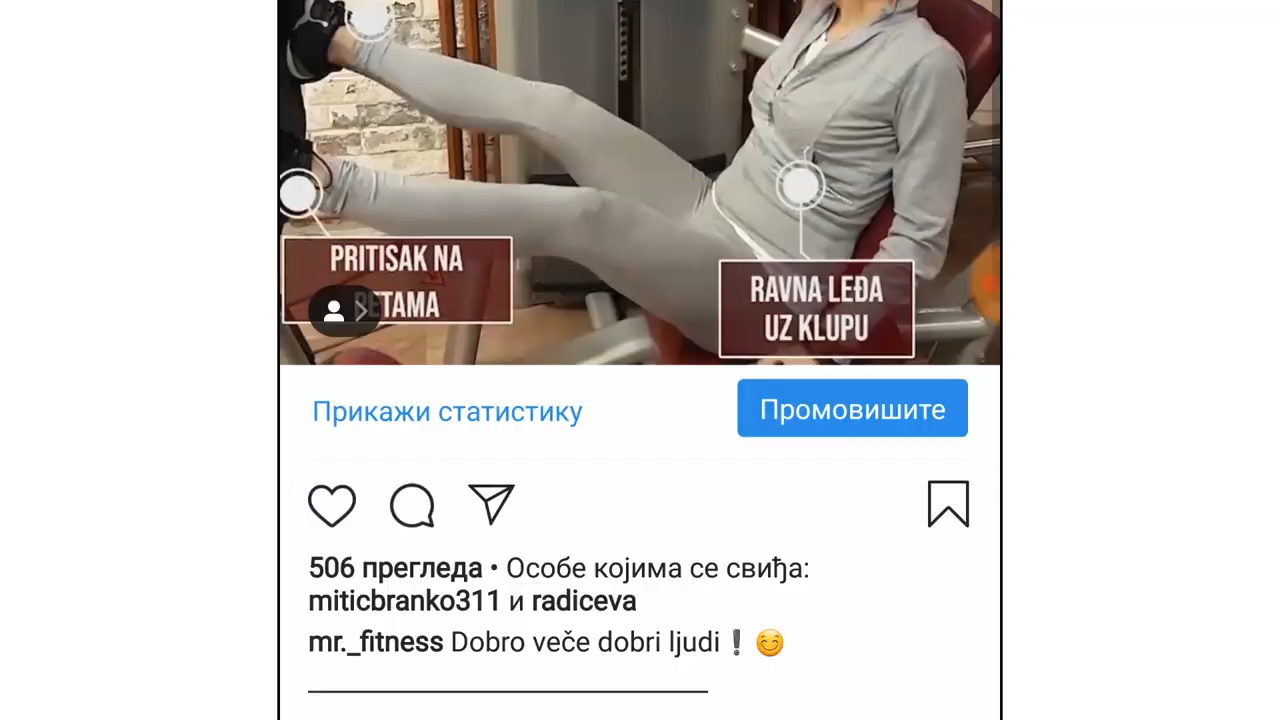 PRITISAK NA
PETAMA
RAVNA LEĐA
UZ KLUPU
Прикажи статистику
Промовишите
506 прегледа • Особе којима се свиђа:
miticbranko311 и radiceva
mr._fitness Dobro veče dobri ljudi❗😊